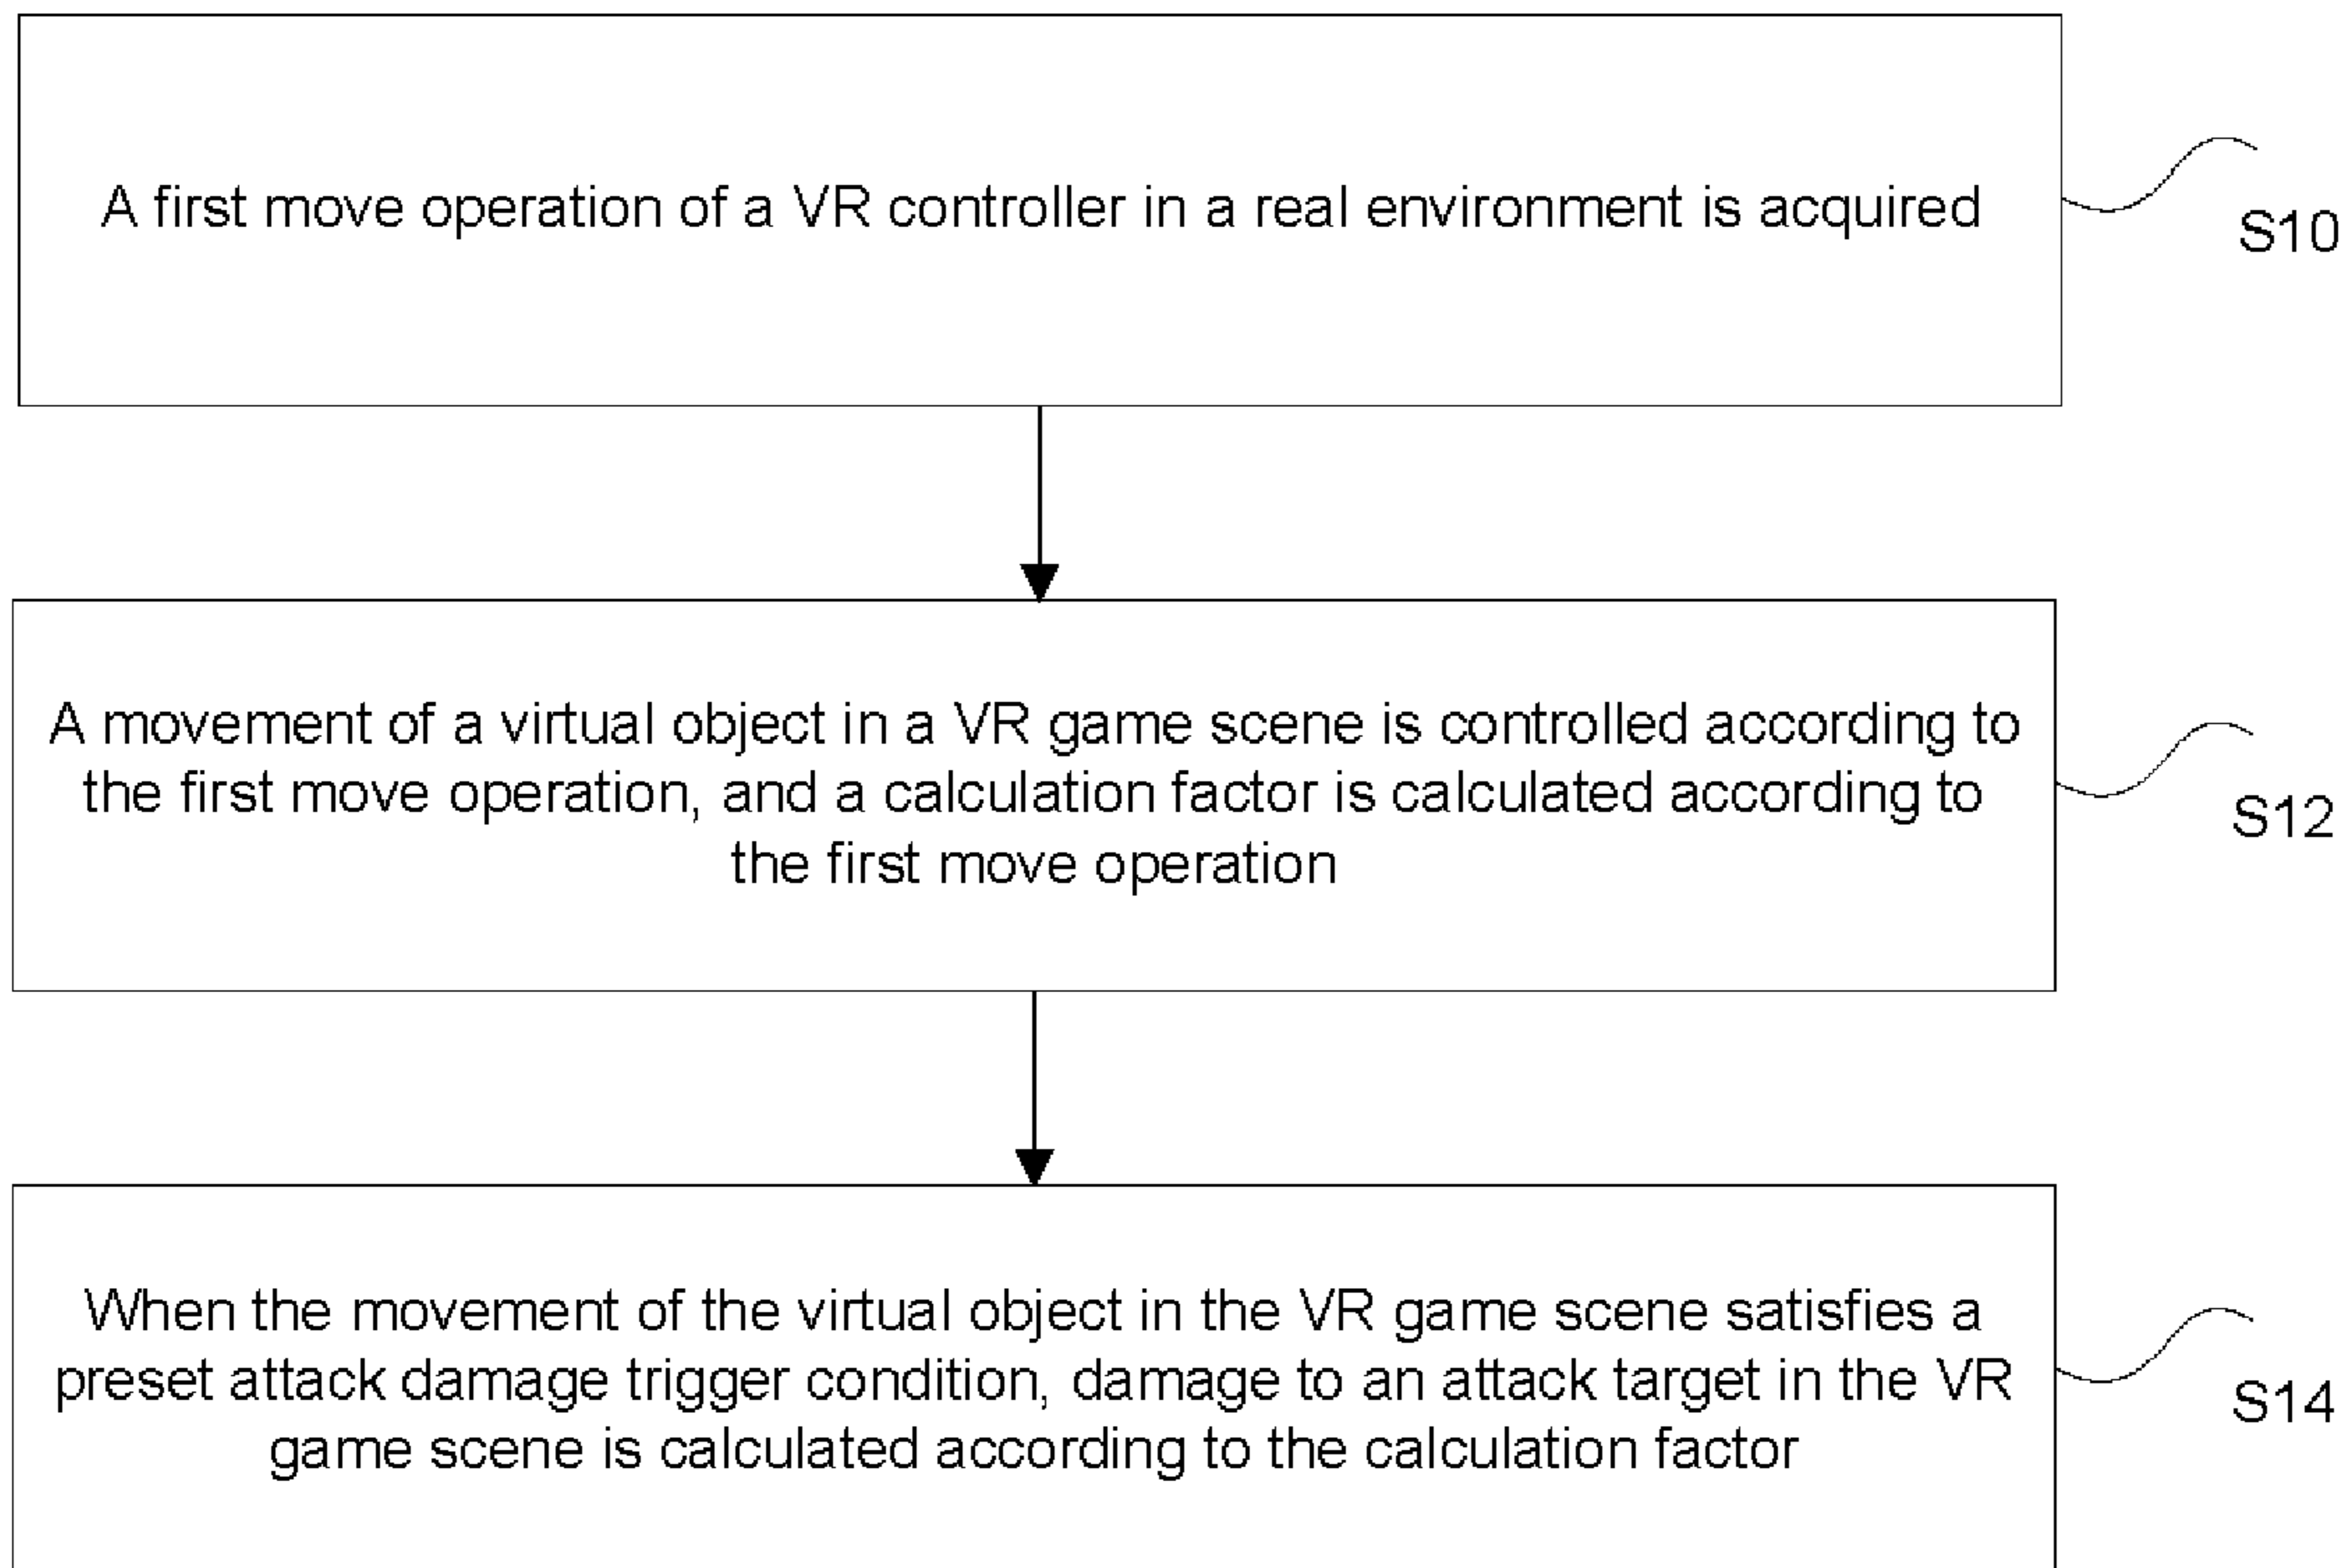 A first move operation of a VR controller in a real environment is acquired
S10
A movement of a virtual object in a VR game scene is controlled according to
the first move operation, and a calculation factor is calculated according to
the first move operation
S12
When the movement of the virtual object in the VR game scene satisfies a
preset attack damage trigger condition, damage to an attack target in the VR
game scene is calculated according to the calculation factor
S14